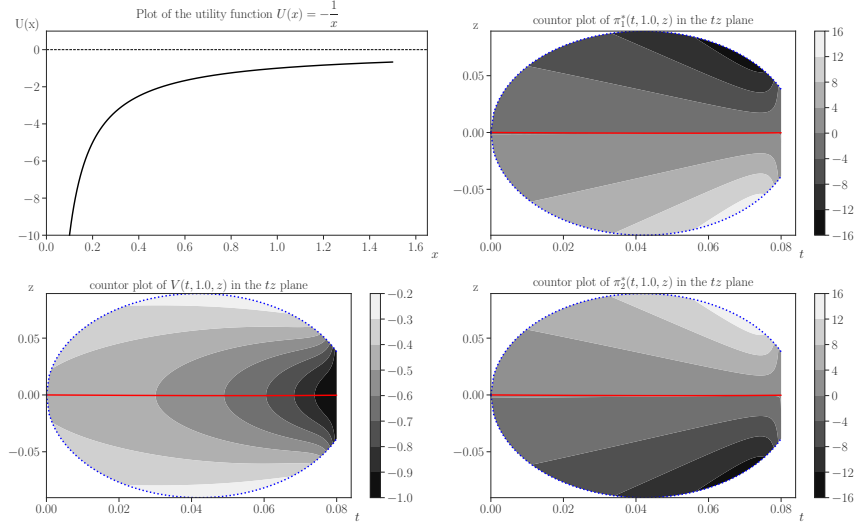 Plot of the utility function U(x) = −1/x
U(x)
0
−2
−4
−6
−8
−10
0.0 0.2 0.4 0.6 0.8 1.0 1.2 1.4 1.6
x
countor plot of π₁*(t, 1.0, z) in the tz plane
z
0.05
0.00
−0.05
0.00 0.02 0.04 0.06 0.08
t
16
12
8
4
0
−4
−8
−12
−16
countor plot of V(t, 1.0, z) in the tz plane
z
0.05
0.00
−0.05
0.00 0.02 0.04 0.06 0.08
t
−0.2
−0.3
−0.4
−0.5
−0.6
−0.7
−0.8
−0.9
−1.0
countor plot of π₂*(t, 1.0, z) in the tz plane
z
0.05
0.00
−0.05
0.00 0.02 0.04 0.06 0.08
t
16
12
8
4
0
−4
−8
−12
−16